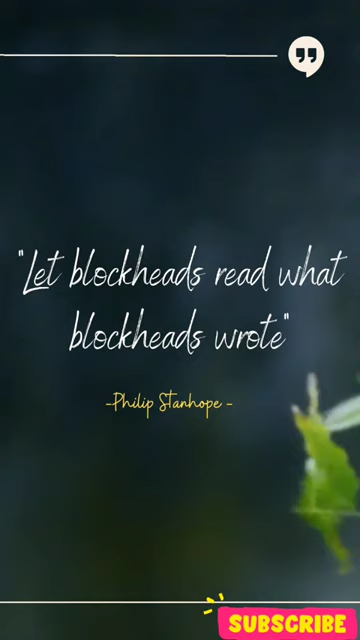 "Let blockheads read what
blockheads wrote"
-Philip Stanhope -
SUBSCRIBE